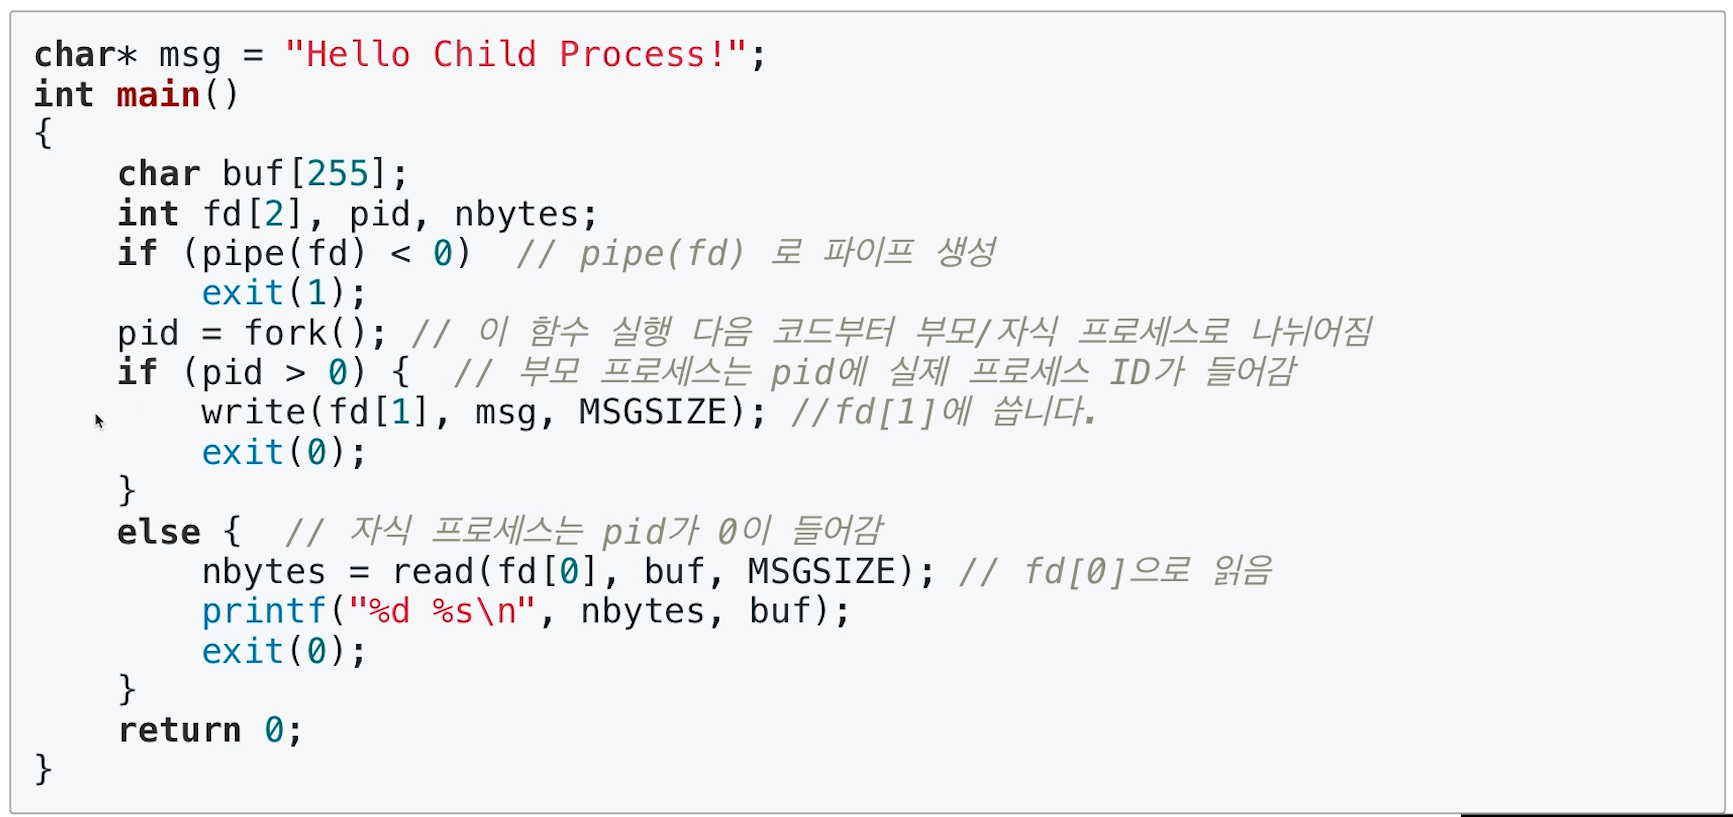 char* msg = "Hello Child Process!";
int main()
{
    char buf[255];
    int fd[2], pid, nbytes;
    if (pipe(fd) < 0)  // pipe(fd) 로 파이프 생성
        exit(1);
    pid = fork(); // 이 함수 실행 다음 코드부터 부모/자식 프로세스로 나뉘어짐
    if (pid > 0) {  // 부모 프로세스는 pid에 실제 프로세스 ID가 들어감
        write(fd[1], msg, MSGSIZE); //fd[1]에 씁니다.
        exit(0);
    }
    else {  // 자식 프로세스는 pid가 0이 들어감
        nbytes = read(fd[0], buf, MSGSIZE); // fd[0]으로 읽음
        printf("%d %s\n", nbytes, buf);
        exit(0);
    }
    return 0;
}